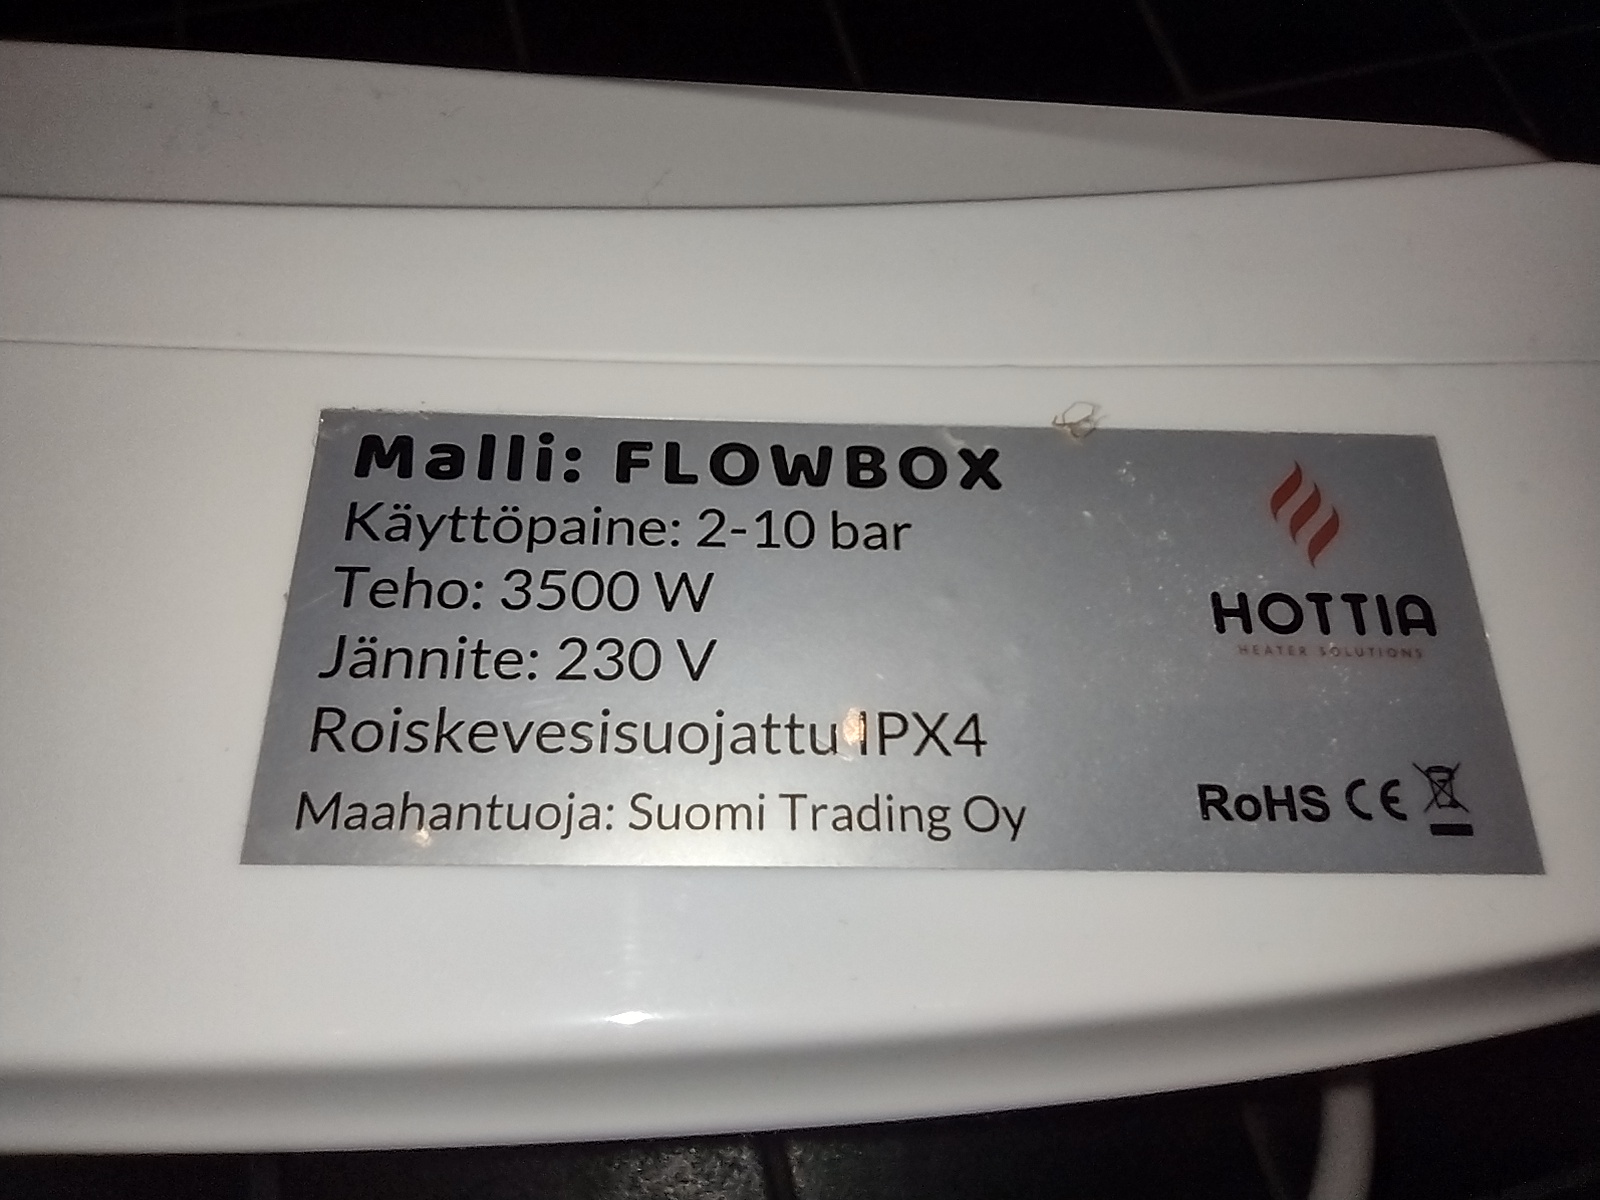 Malli: FLOWBOX
Käyttöpaine: 2-10 bar
Teho: 3500 W
Jännite: 230 V
Roiskevesisuojattu IPX4
Maahantuoja: Suomi Trading Oy
HOTTIA
HEATER SOLUTIONS
RoHS CE